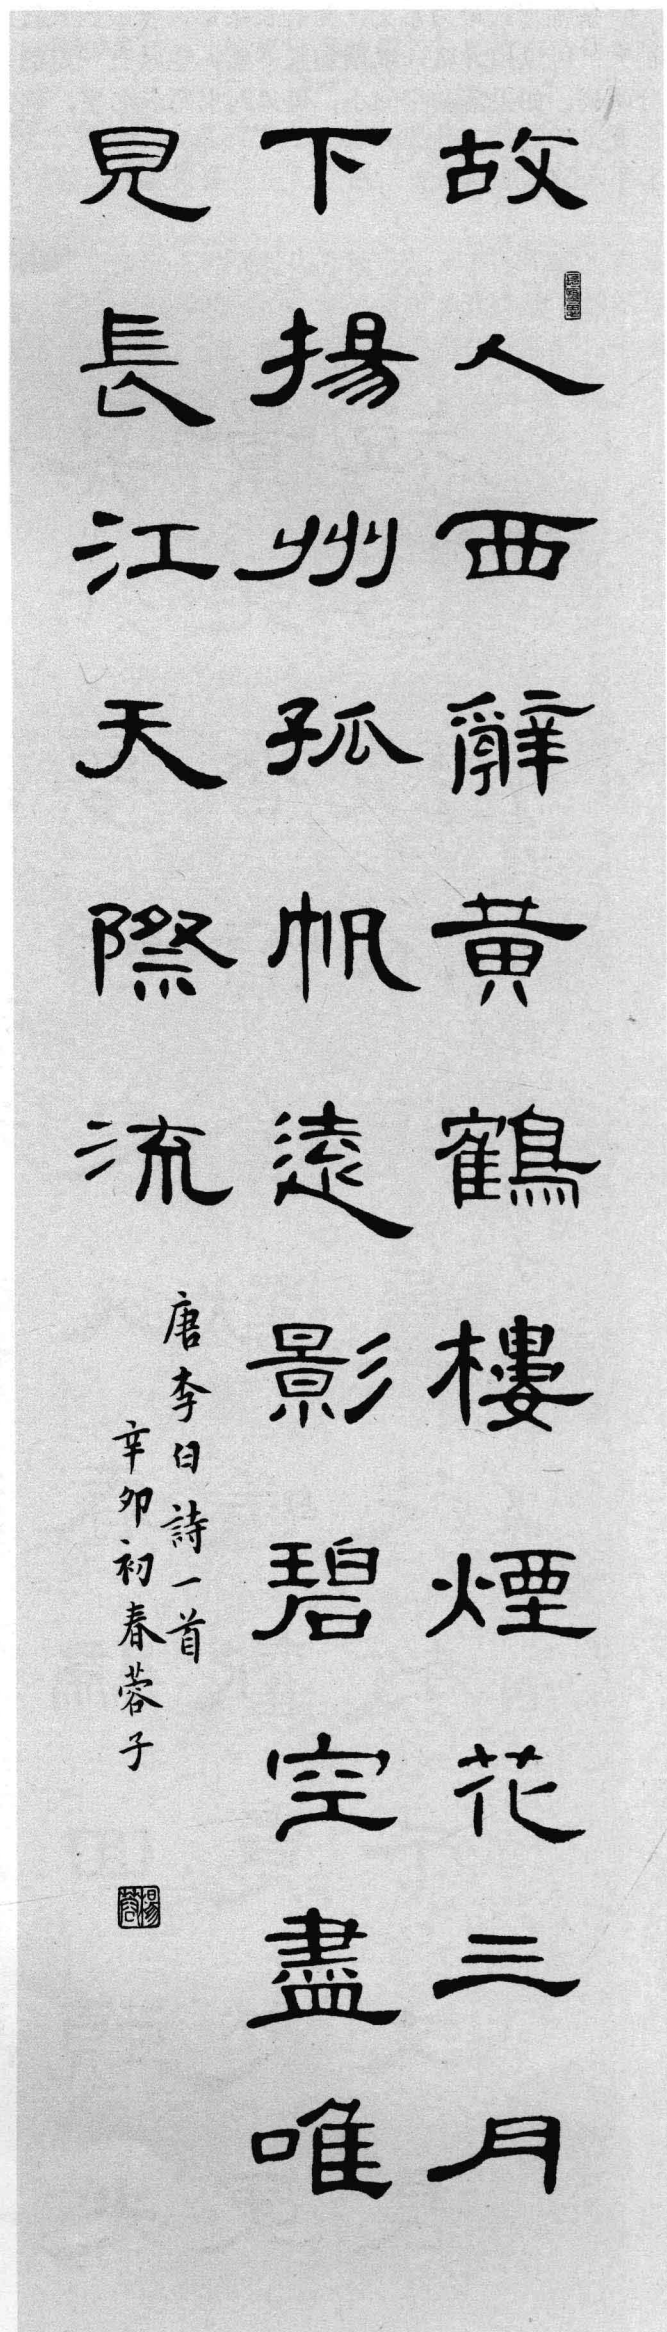 故人西辭黃鶴樓煙花三月
下揚州孤帆遠影碧空盡唯
見長江天際流
唐李白詩一首
辛卯初春蓉子
楊蓉